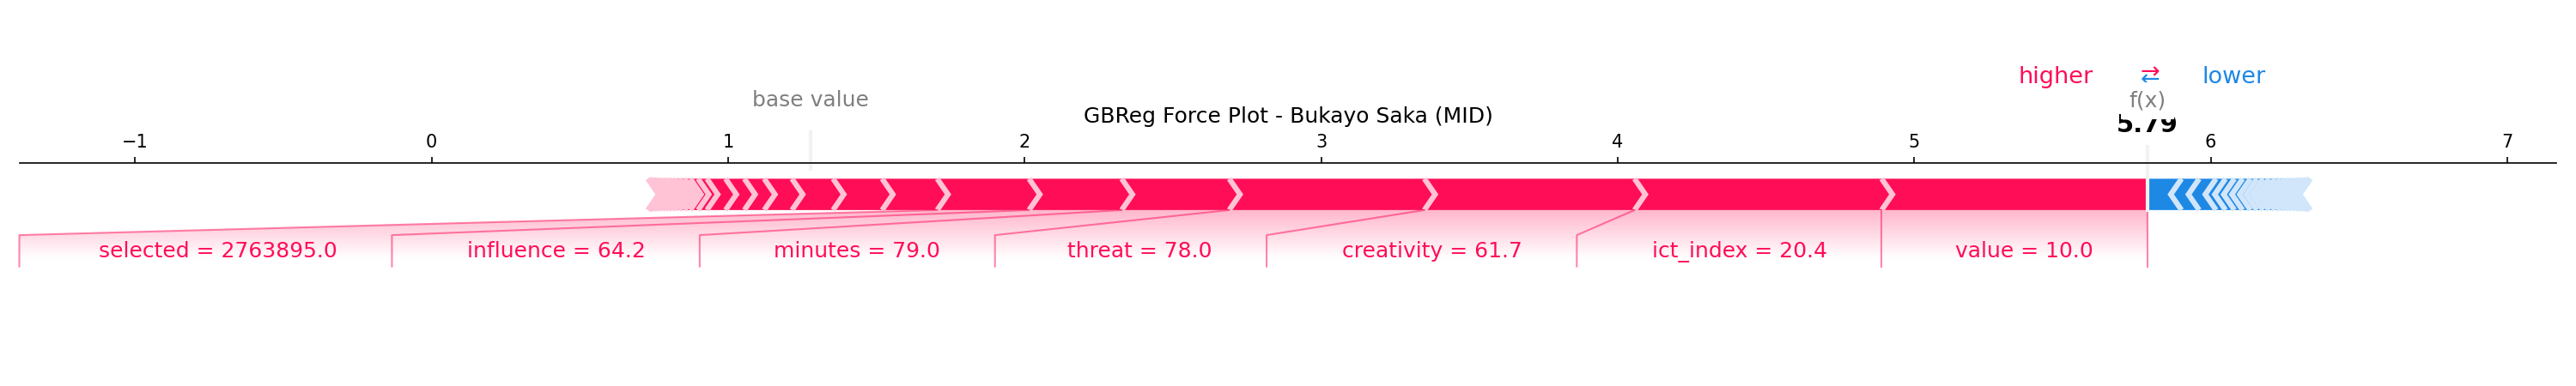 higher ⇄ lower
base value
f(x)
GBReg Force Plot - Bukayo Saka (MID)
5.79
−1 0 1 2 3 4 5 6 7
selected = 2763895.0 influence = 64.2 minutes = 79.0 threat = 78.0 creativity = 61.7 ict_index = 20.4 value = 10.0